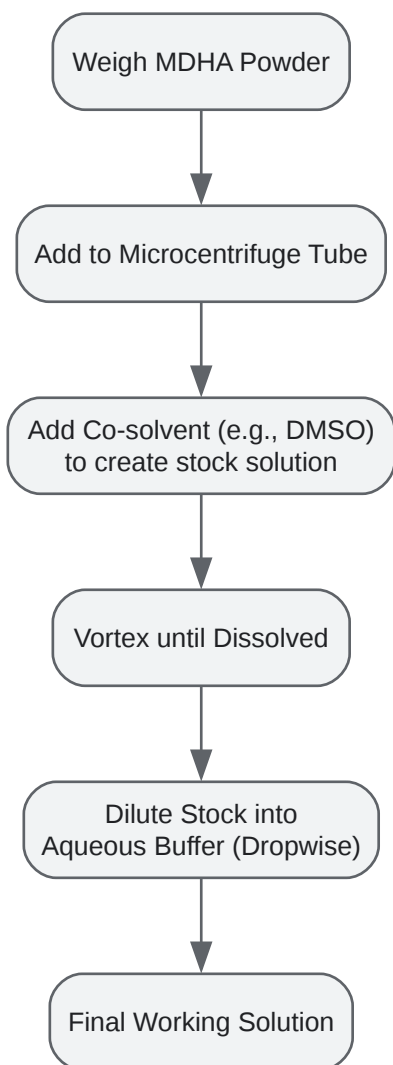 Weigh MDHA Powder
Add to Microcentrifuge Tube
Add Co-solvent (e.g., DMSO)
to create stock solution
Vortex until Dissolved
Dilute Stock into
Aqueous Buffer (Dropwise)
Final Working Solution